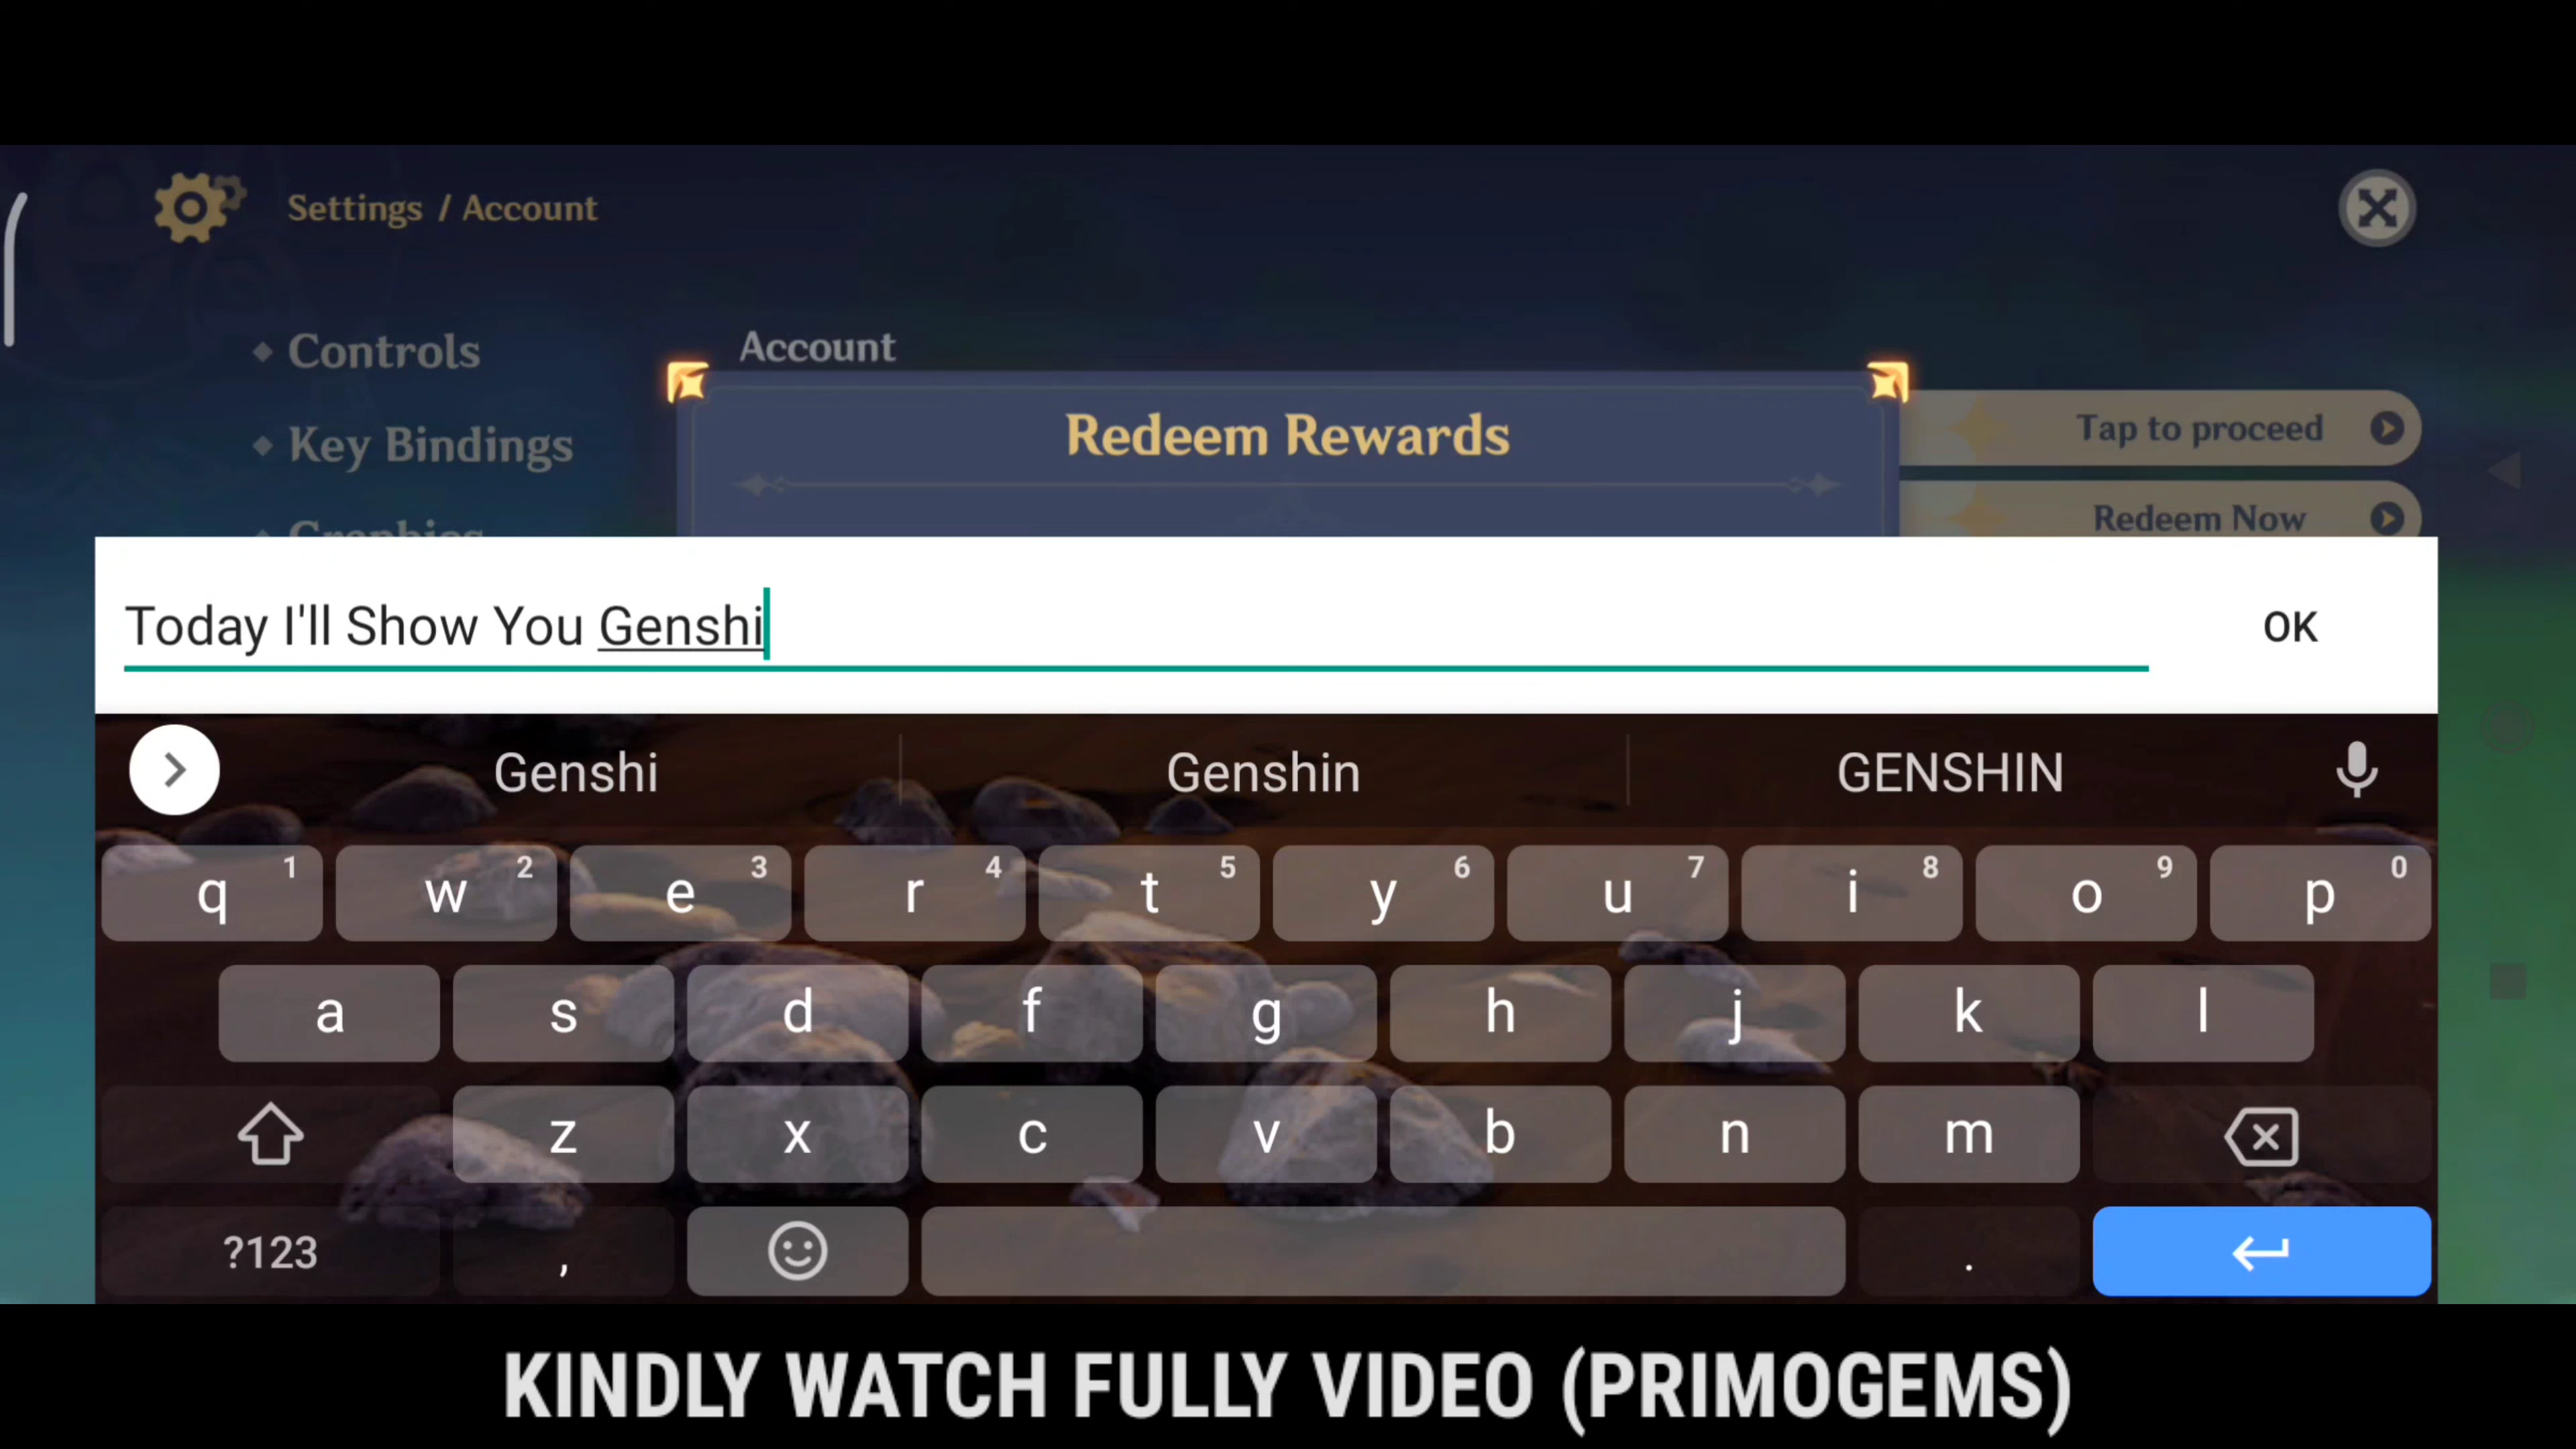 Settings / Account
Controls
Account
Key Bindings
Redeem Rewards
Tap to proceed
Graphics
Redeem Now
Today I'll Show You Genshi
OK
Genshi Genshin GENSHIN
q 1 w 2 e 3 r 4 t 5 y 6 u 7 i 8 o 9 p 0
a s d f g h j k l
z x c v b n m
?123 , .
KINDLY WATCH FULLY VIDEO (PRIMOGEMS)